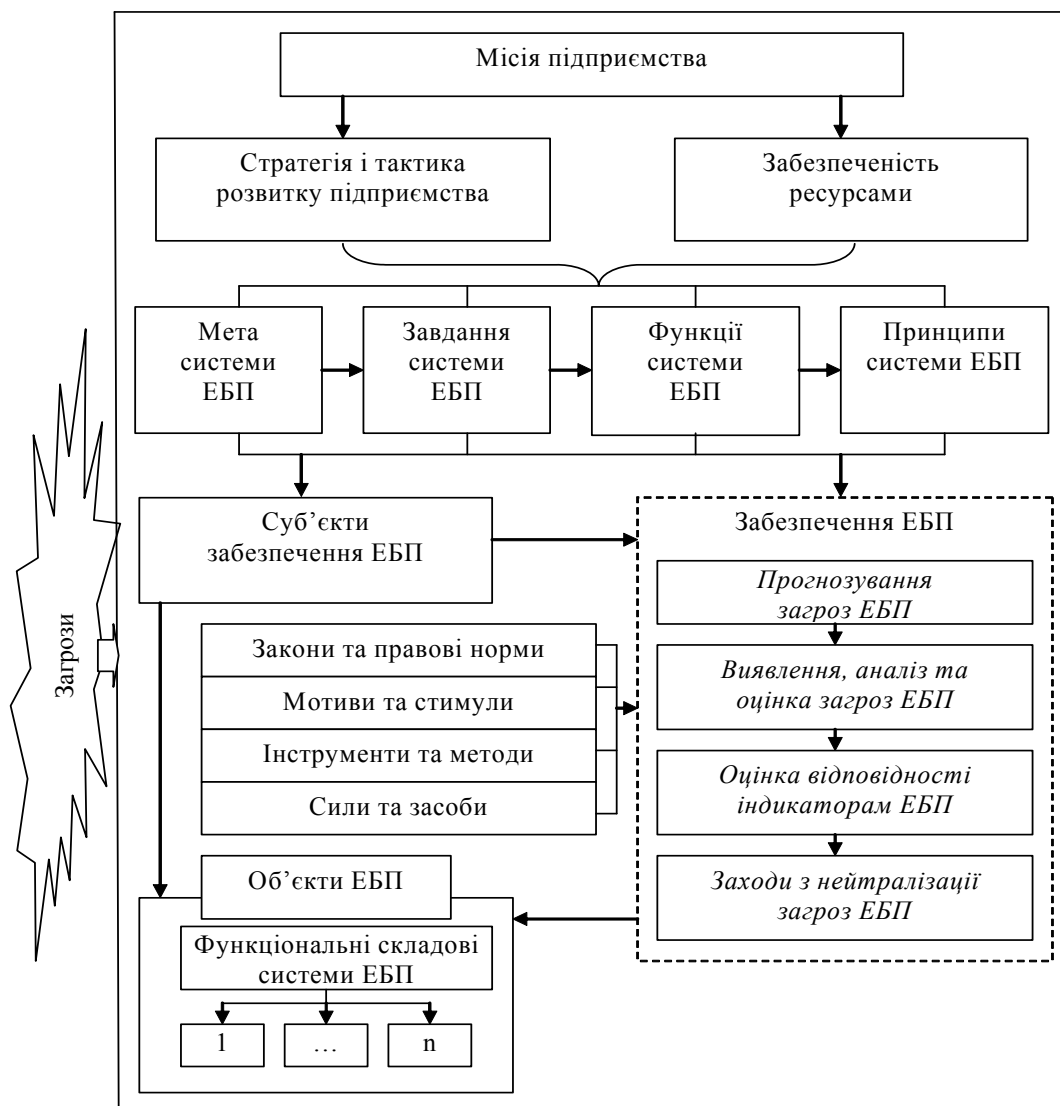 Місія підприємства
Стратегія і тактика
розвитку підприємства
Забезпеченість
ресурсами
Мета
системи
ЕБП
Завдання
системи
ЕБП
Функції
системи
ЕБП
Принципи
системи ЕБП
Загрози
Суб’єкти
забезпечення ЕБП
Забезпечення ЕБП
Прогнозування
загроз ЕБП
Виявлення, аналіз та
оцінка загроз ЕБП
Оцінка відповідності
індикаторам ЕБП
Заходи з нейтралізації
загроз ЕБП
Закони та правові норми
Мотиви та стимули
Інструменти та методи
Сили та засоби
Об’єкти ЕБП
Функціональні складові
системи ЕБП
1
…
n